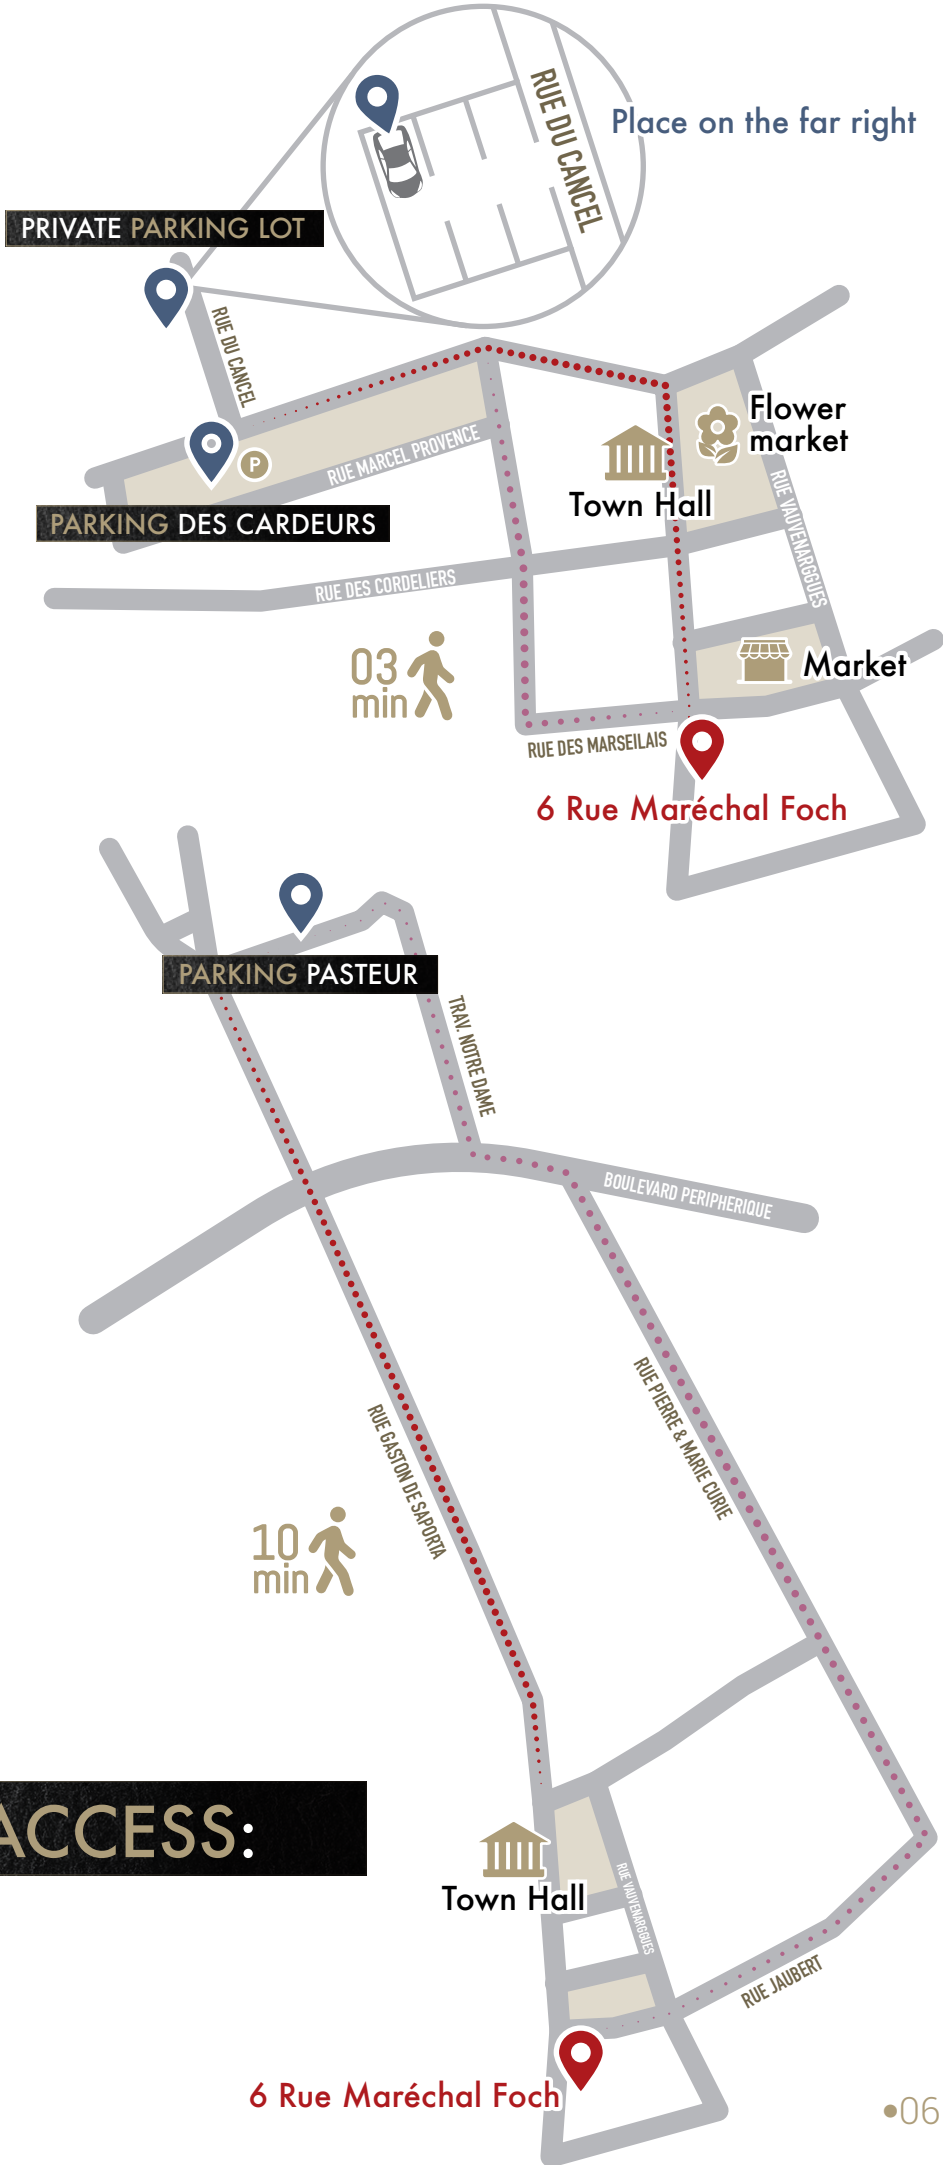 RUE DU CANCEL
Place on the far right
PRIVATE PARKING LOT
RUE DU CANCEL
Flower
market
RUE MARCEL PROVENCE
P
Town Hall
RUE VAUVENARGGUES
PARKING DES CARDEURS
RUE DES CORDELIERS
03
min
Market
RUE DES MARSEILAIS
6 Rue Maréchal Foch
PARKING PASTEUR
TRAV. NOTRE DAME
BOULEVARD PERIPHERIQUE
RUE PIERRE & MARIE CURIE
RUE GASTON DE SAPORTA
10
min
ACCESS:
Town Hall
RUE VAUVENARGGUES
RUE JAUBERT
6 Rue Maréchal Foch
•06